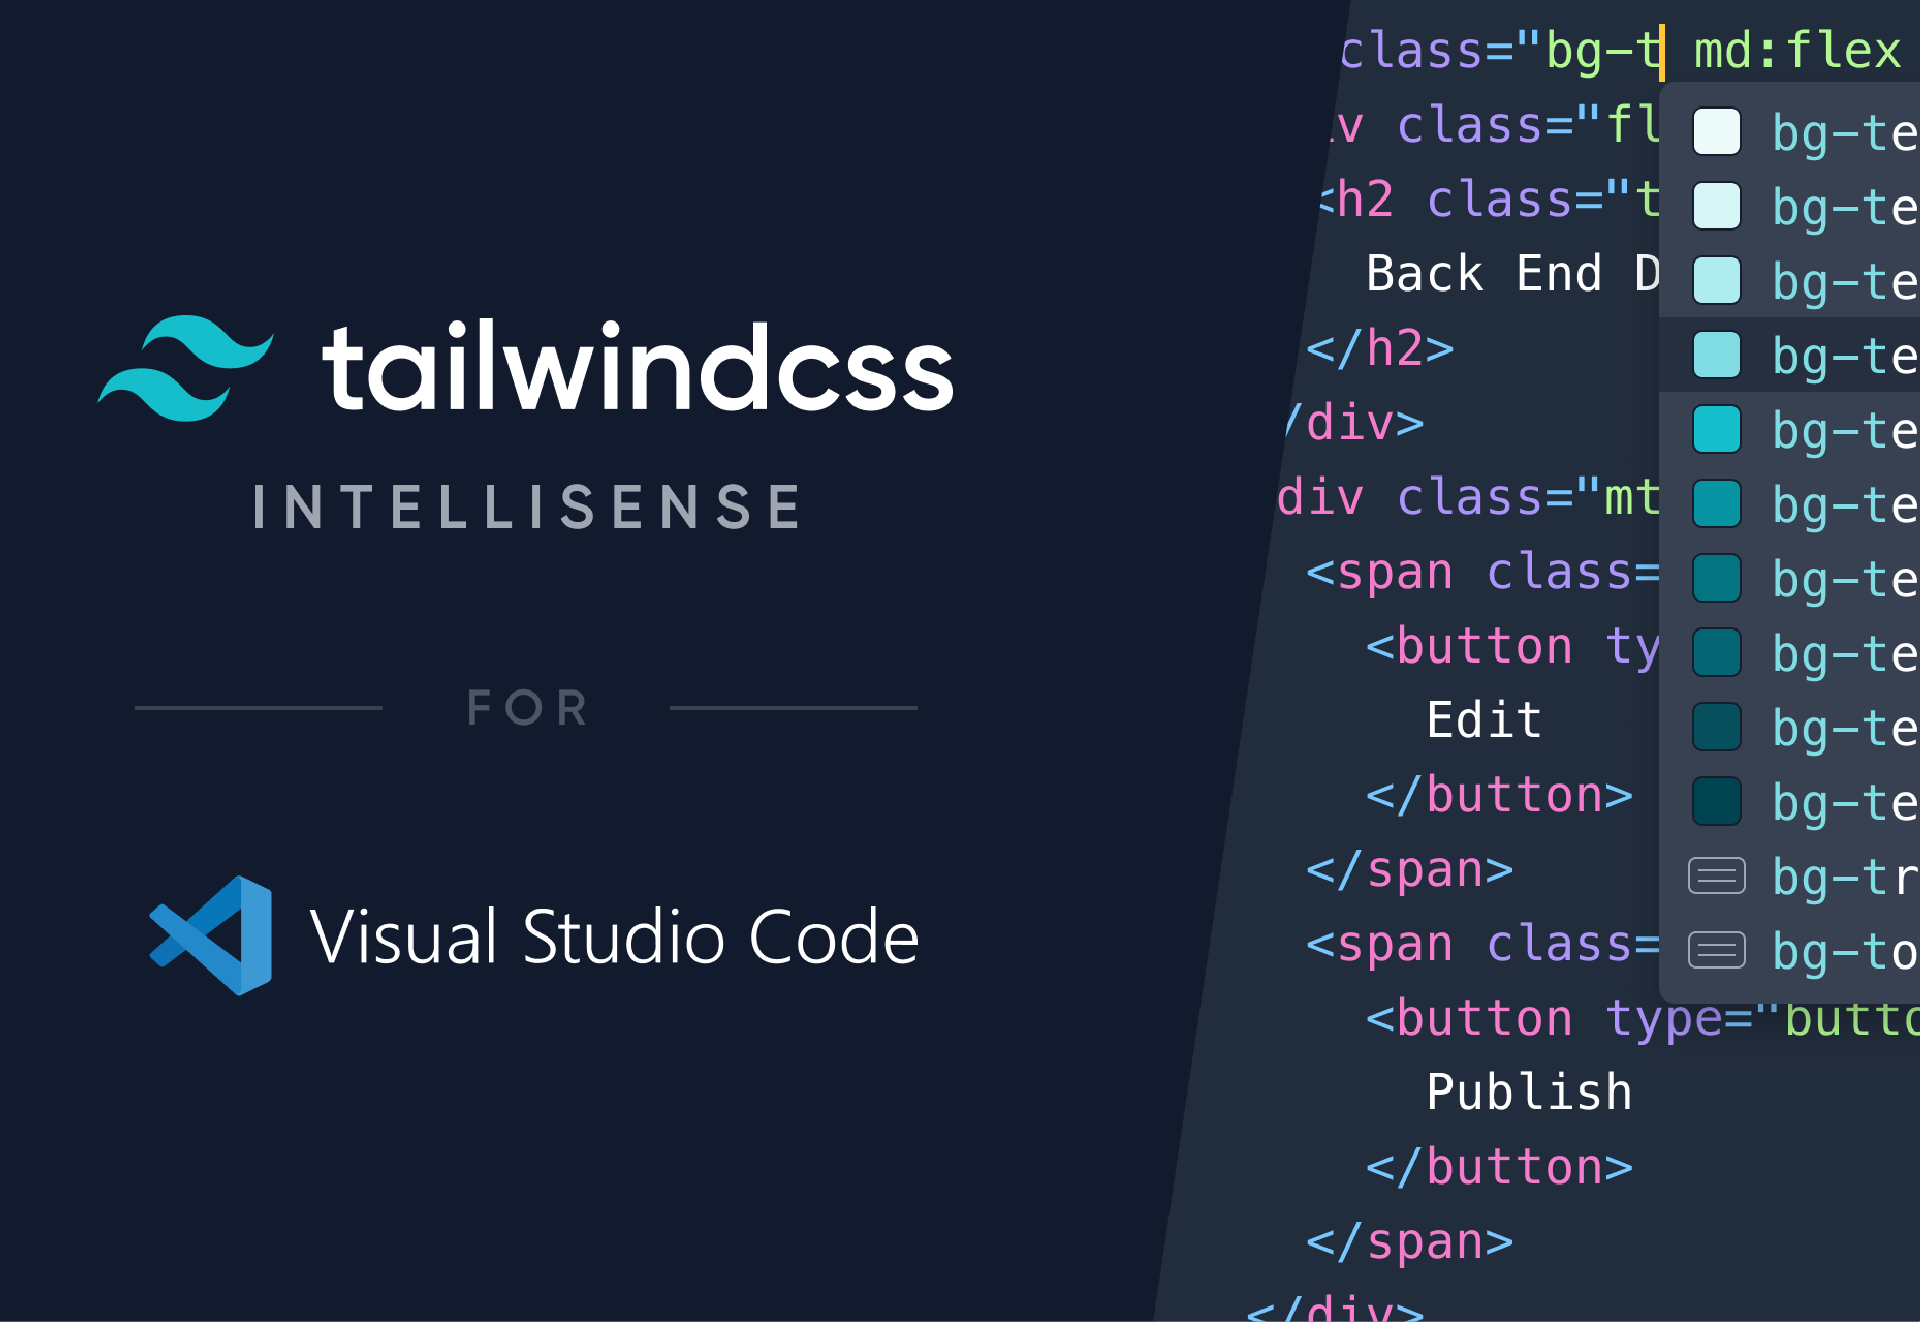 tailwindcss
INTELLISENSE
FOR
Visual Studio Code
class="bg-t md:flex
v class="fl
<h2 class="t
Back End D
</h2>
/div>
div class="mt
<span class=
<button ty
Edit
</button>
</span>
<span class=
<button type="butto
Publish
</button>
</span>
</div>
bg-te
bg-te
bg-te
bg-te
bg-te
bg-te
bg-te
bg-te
bg-te
bg-te
bg-tr
bg-to